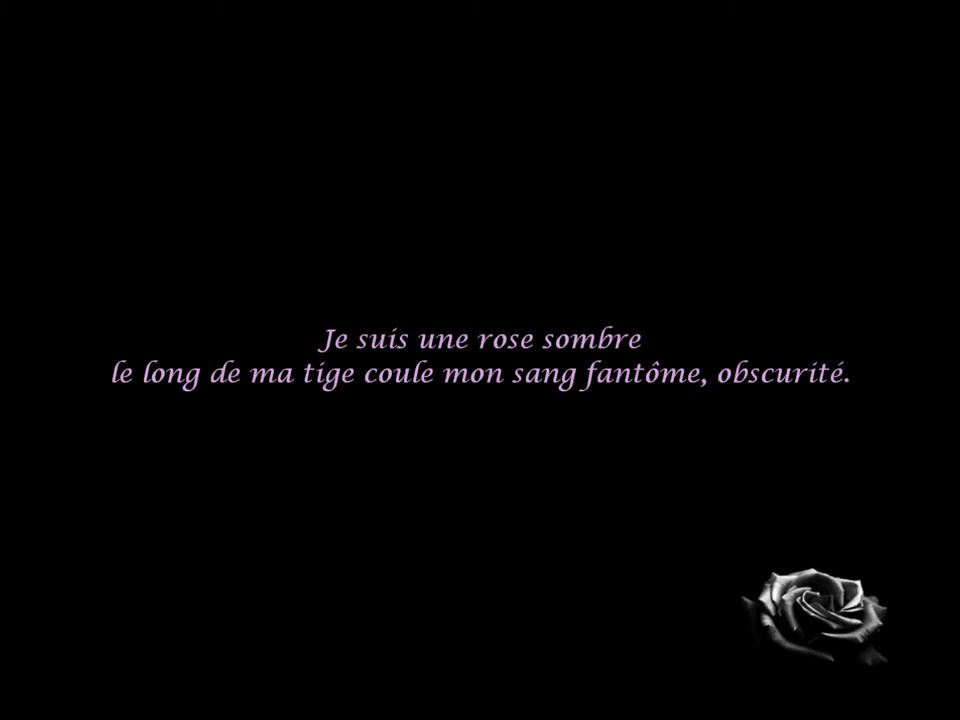 Je suis une rose sombre
le long de ma tige coule mon sang fantôme, obscurité.